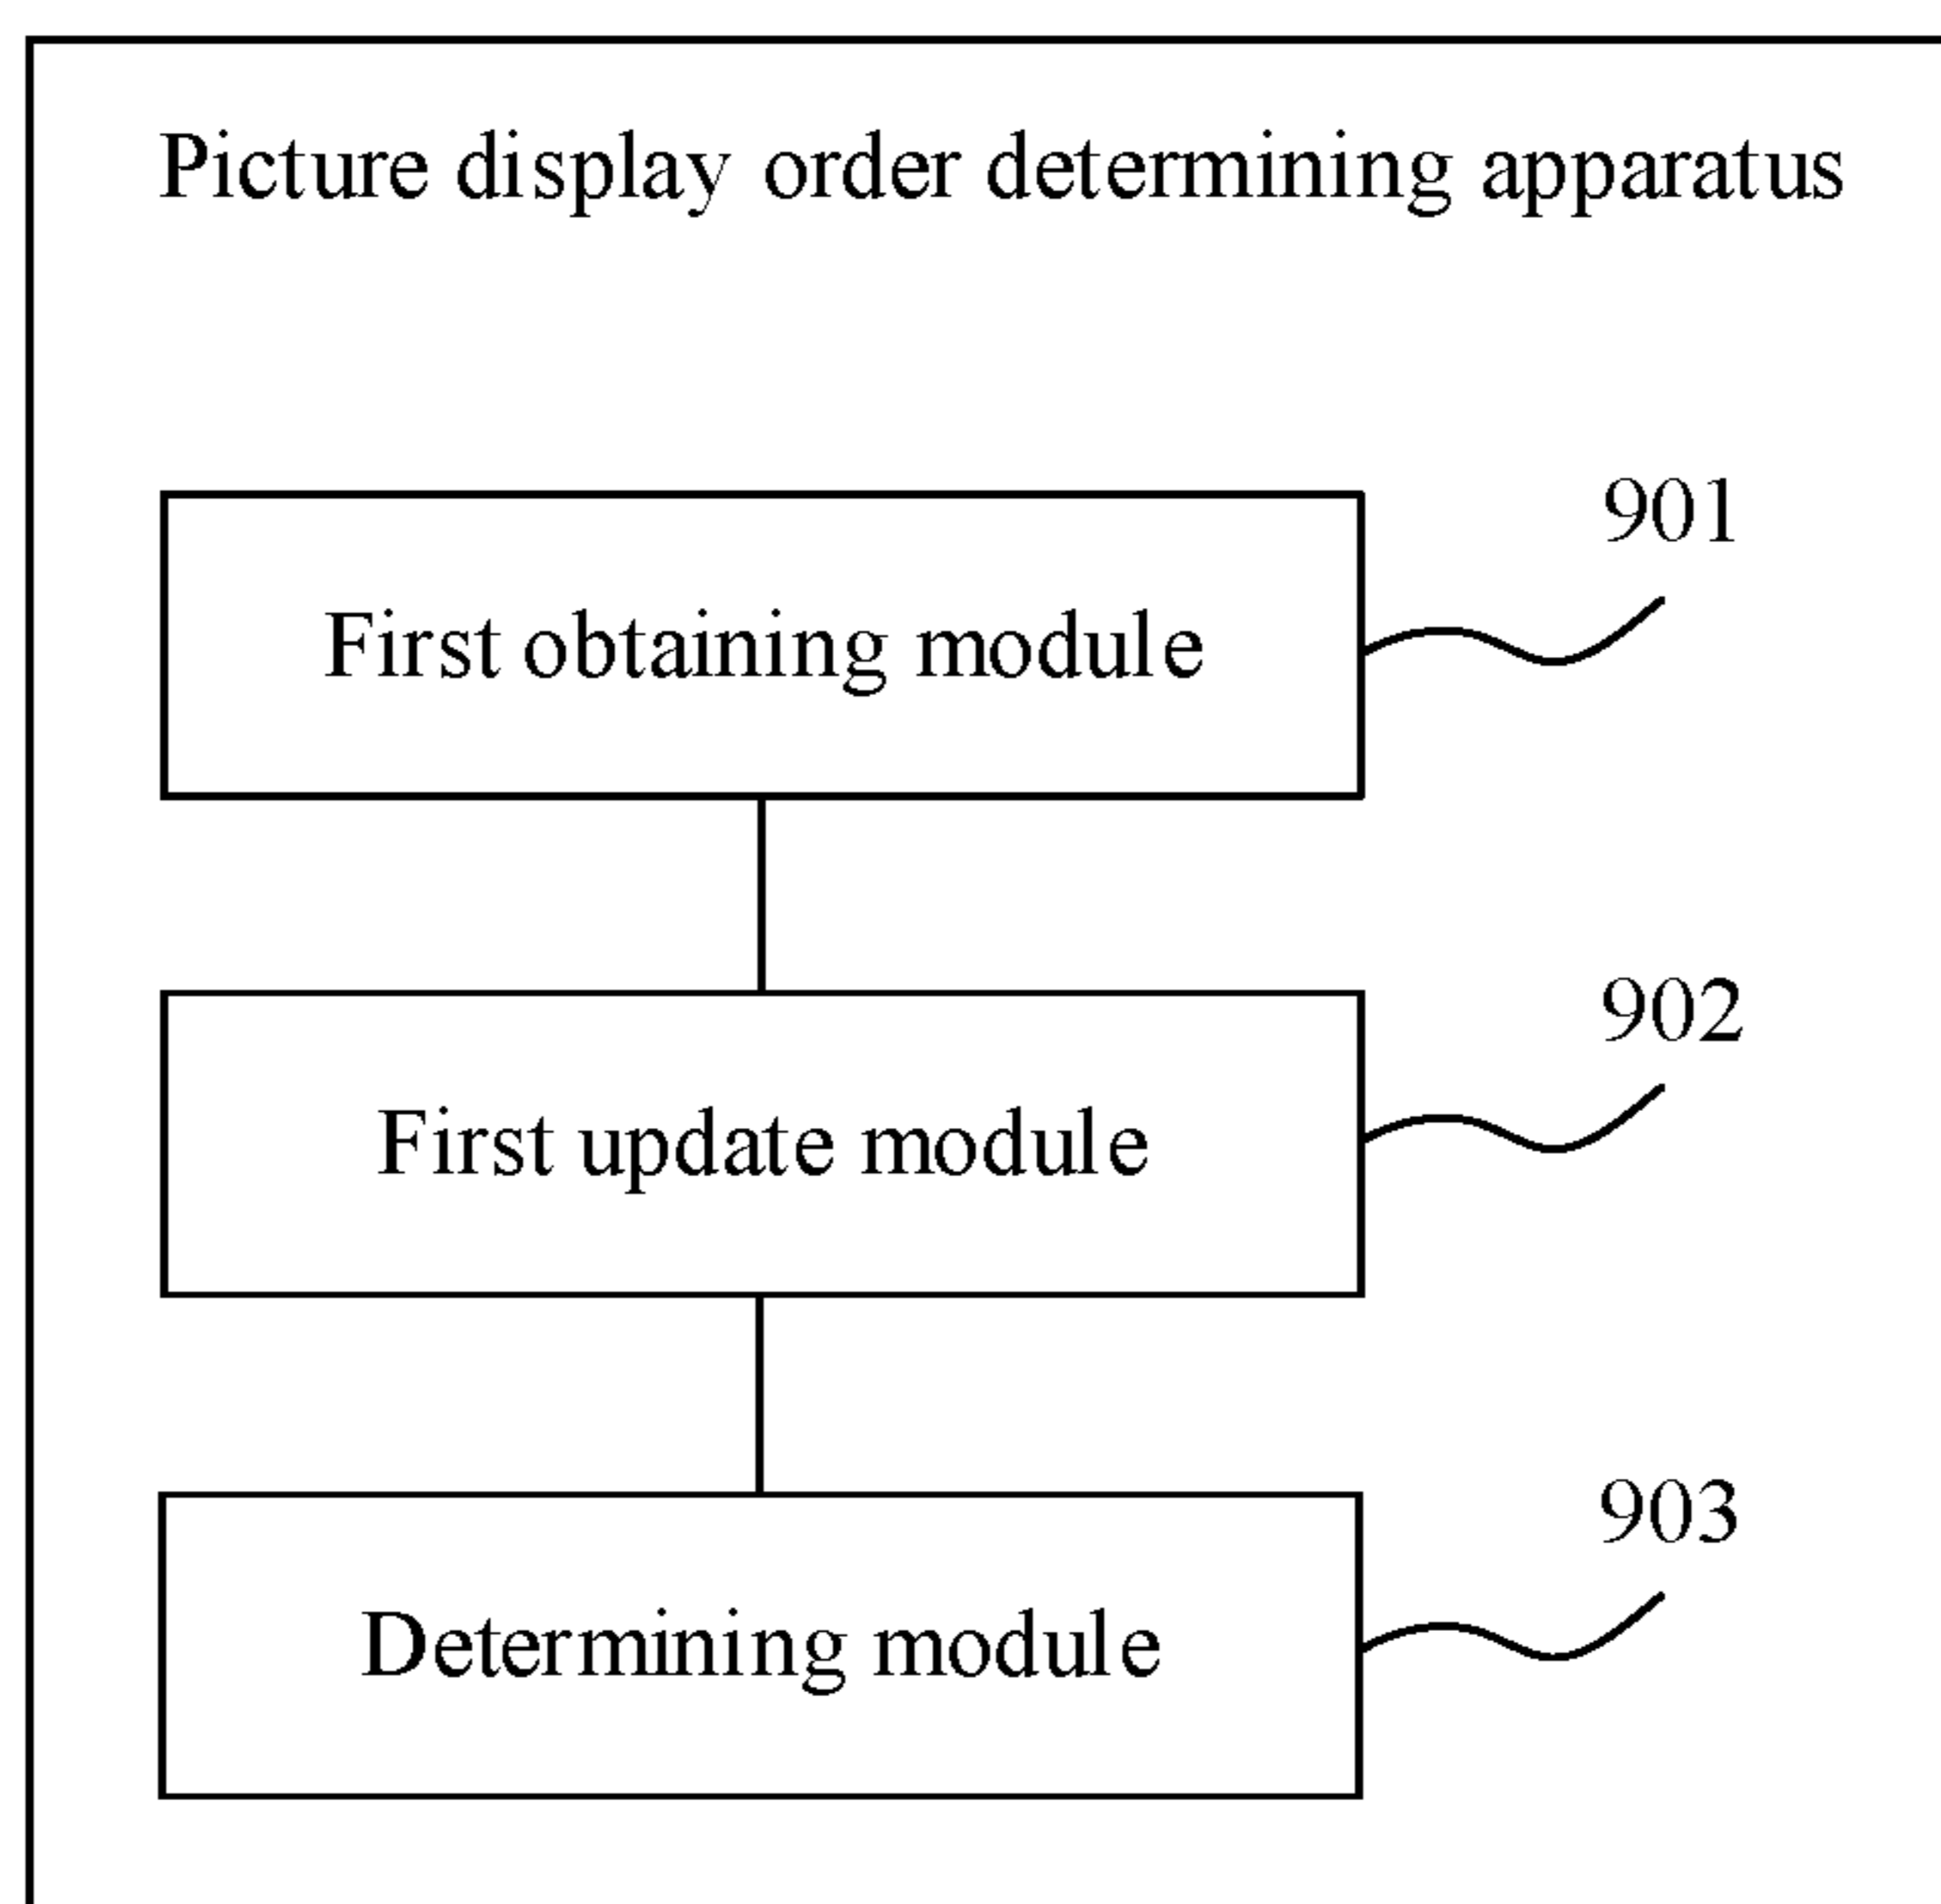 Picture display order determining apparatus
901
First obtaining module
902
First update module
903
Determining module